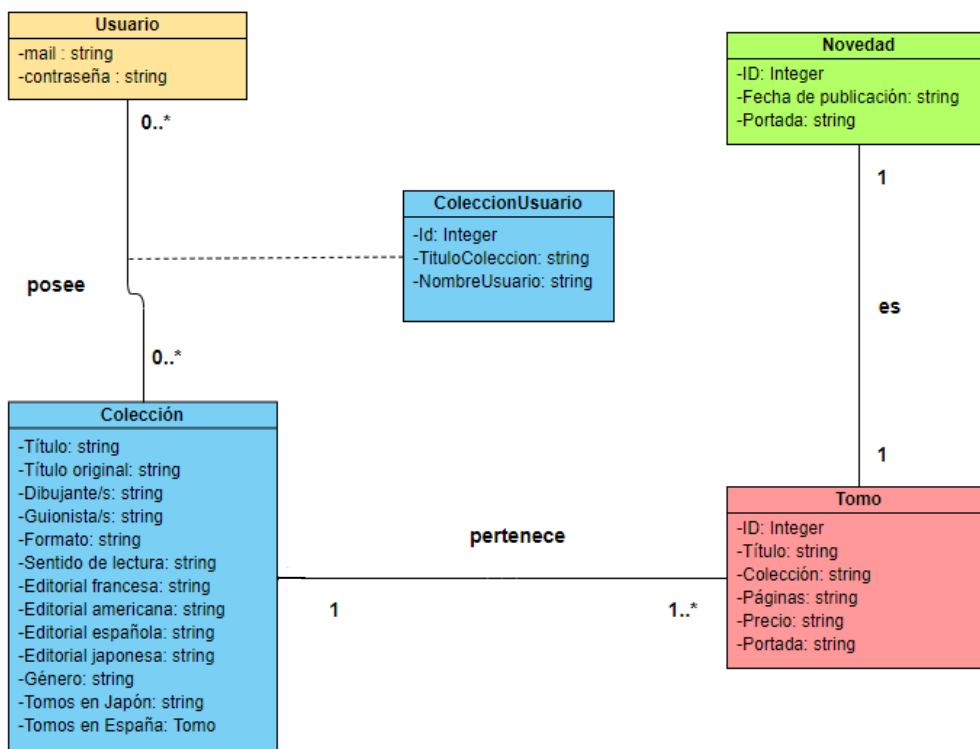 Usuario
-mail : string
-contraseña : string
0..*
posee
0..*
ColeccionUsuario
-Id: Integer
-TituloColeccion: string
-NombreUsuario: string
Novedad
-ID: Integer
-Fecha de publicación: string
-Portada: string
1
es
1
Colección
-Título: string
-Título original: string
-Dibujante/s: string
-Guionista/s: string
-Formato: string
-Sentido de lectura: string
-Editorial francesa: string
-Editorial americana: string
-Editorial española: string
-Editorial japonesa: string
-Género: string
-Tomos en Japón: string
-Tomos en España: Tomo
pertenece
1
1..*
Tomo
-ID: Integer
-Título: string
-Colección: string
-Páginas: string
-Precio: string
-Portada: string